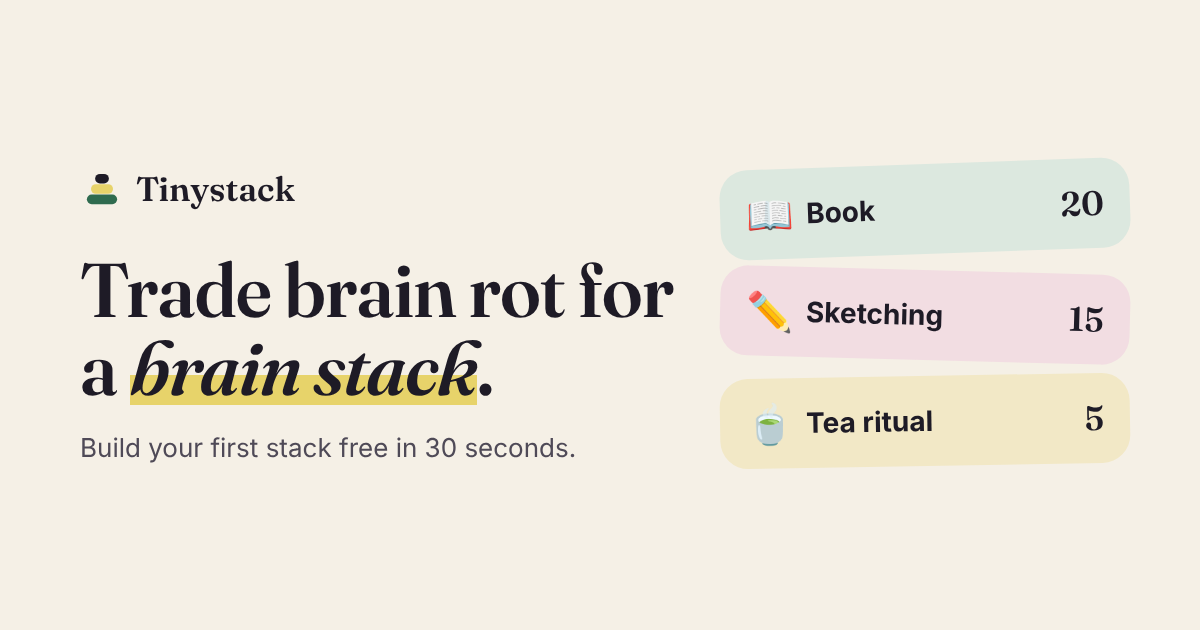 Tinystack
Trade brain rot for
a brain stack.
Build your first stack free in 30 seconds.
Book 20
Sketching 15
Tea ritual 5